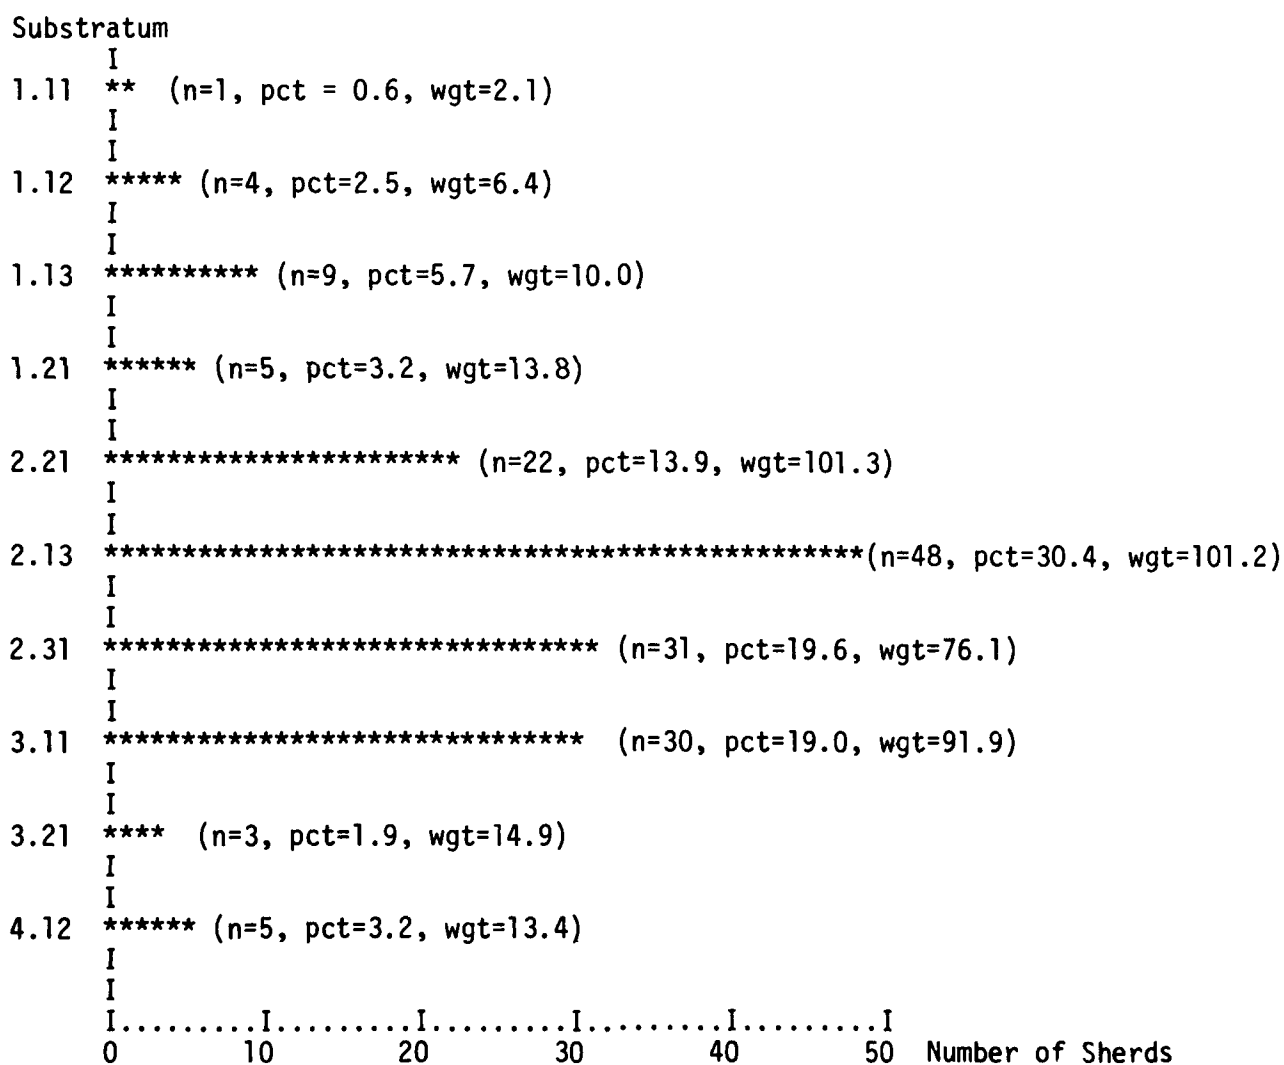 Substratum
I
1.11 ** (n=1, pct = 0.6, wgt=2.1)
I
I
1.12 ***** (n=4, pct=2.5, wgt=6.4)
I
I
1.13 ********** (n=9, pct=5.7, wgt=10.0)
I
I
1.21 ****** (n=5, pct=3.2, wgt=13.8)
I
I
2.21 *********************** (n=22, pct=13.9, wgt=101.3)
I
I
2.13 *************************************************(n=48, pct=30.4, wgt=101.2)
I
I
2.31 ******************************** (n=31, pct=19.6, wgt=76.1)
I
I
3.11 ******************************* (n=30, pct=19.0, wgt=91.9)
I
I
3.21 **** (n=3, pct=1.9, wgt=14.9)
I
I
4.12 ****** (n=5, pct=3.2, wgt=13.4)
I
I
I.........I.........I.........I.........I.........I
0 10 20 30 40 50 Number of Sherds